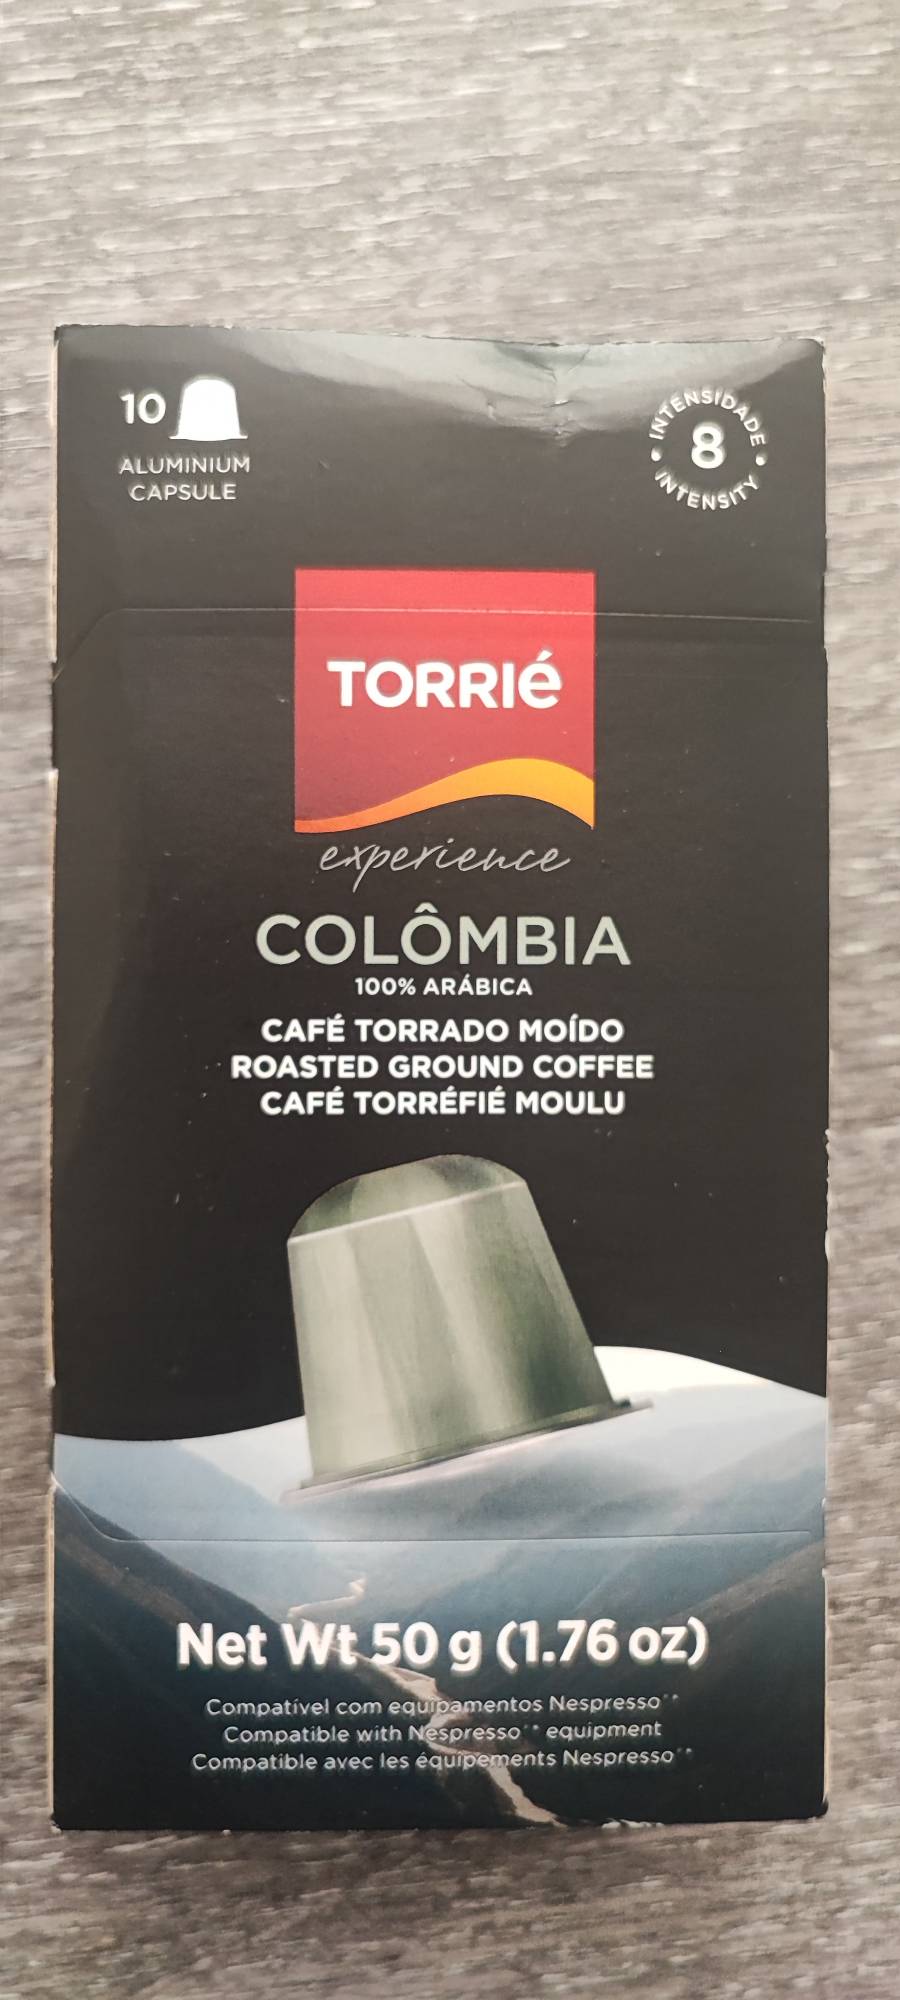 10
ALUMINIUM
CAPSULE
INTENSIDADE
8
INTENSITY
TORRIé
experience
COLÔMBIA
100% ARÁBICA
CAFÉ TORRADO MOÍDO
ROASTED GROUND COFFEE
CAFÉ TORRÉFIÉ MOULU
Net Wt 50 g (1.76 oz)
Compatível com equipamentos Nespresso**
Compatible with Nespresso** equipment
Compatible avec les équipements Nespresso**